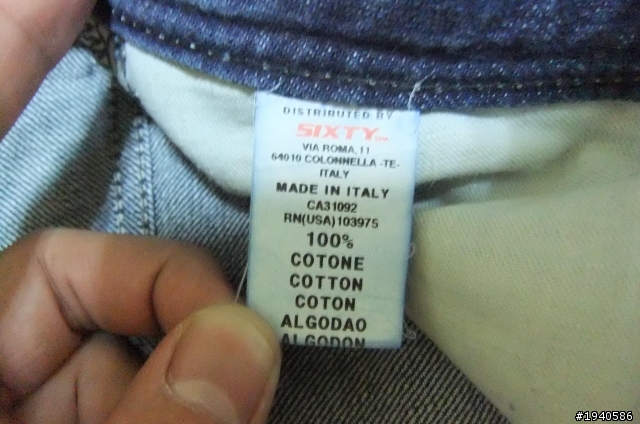 DISTRIBUTED BY
SIXTY
VIA ROMA, 11
64010 COLONNELLA -TE-
ITALY
MADE IN ITALY
CA31092
RN(USA)103975
100%
COTONE
COTTON
COTON
ALGODAO
ALGODON
#1940586